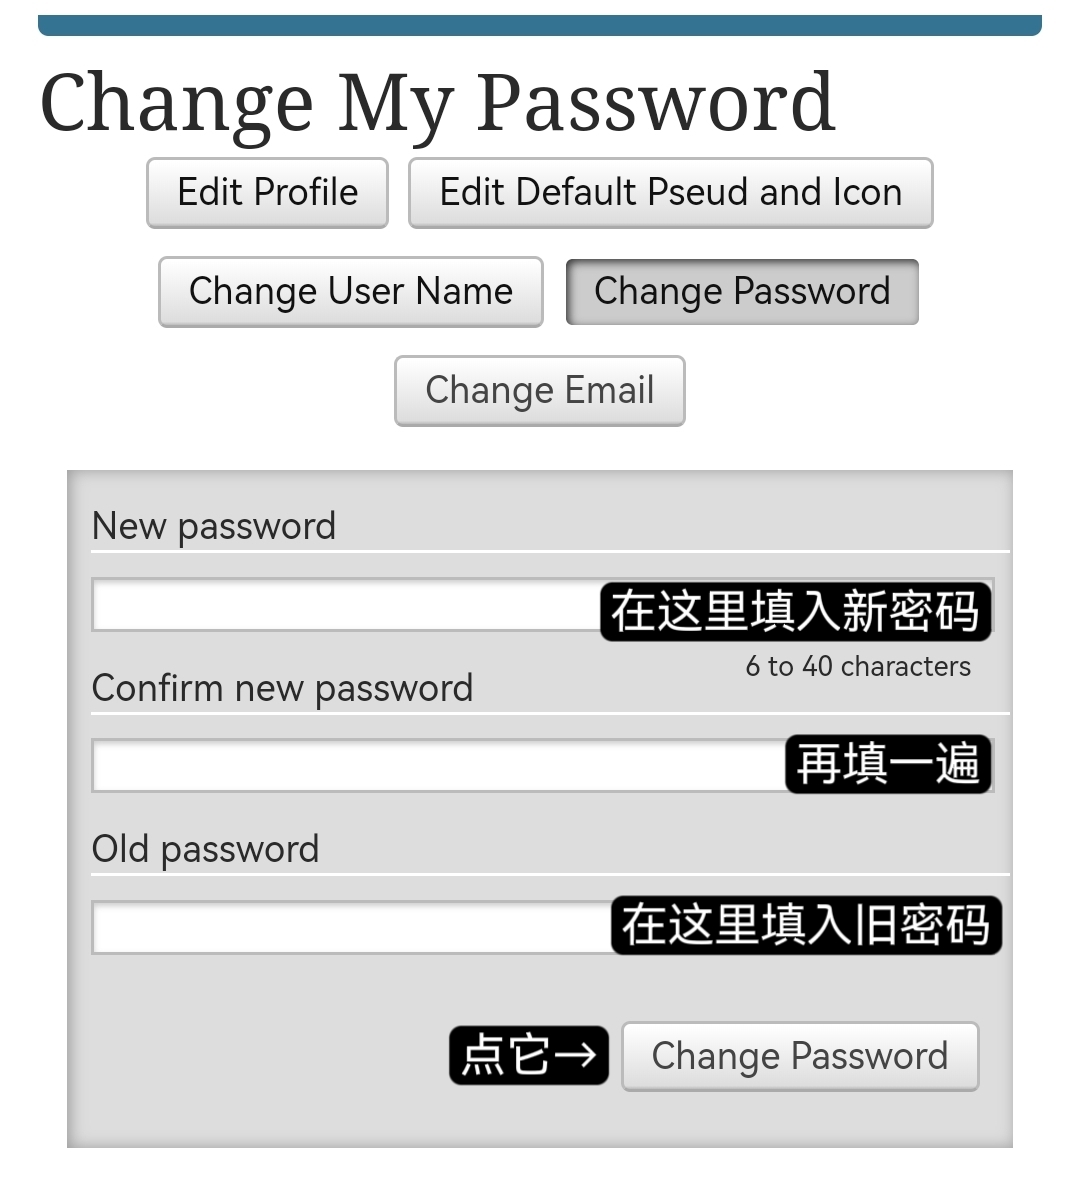 Change My Password
Edit Profile
Edit Default Pseud and Icon
Change User Name
Change Password
Change Email
New password
在这里填入新密码
6 to 40 characters
Confirm new password
再填一遍
Old password
在这里填入旧密码
点它→
Change Password